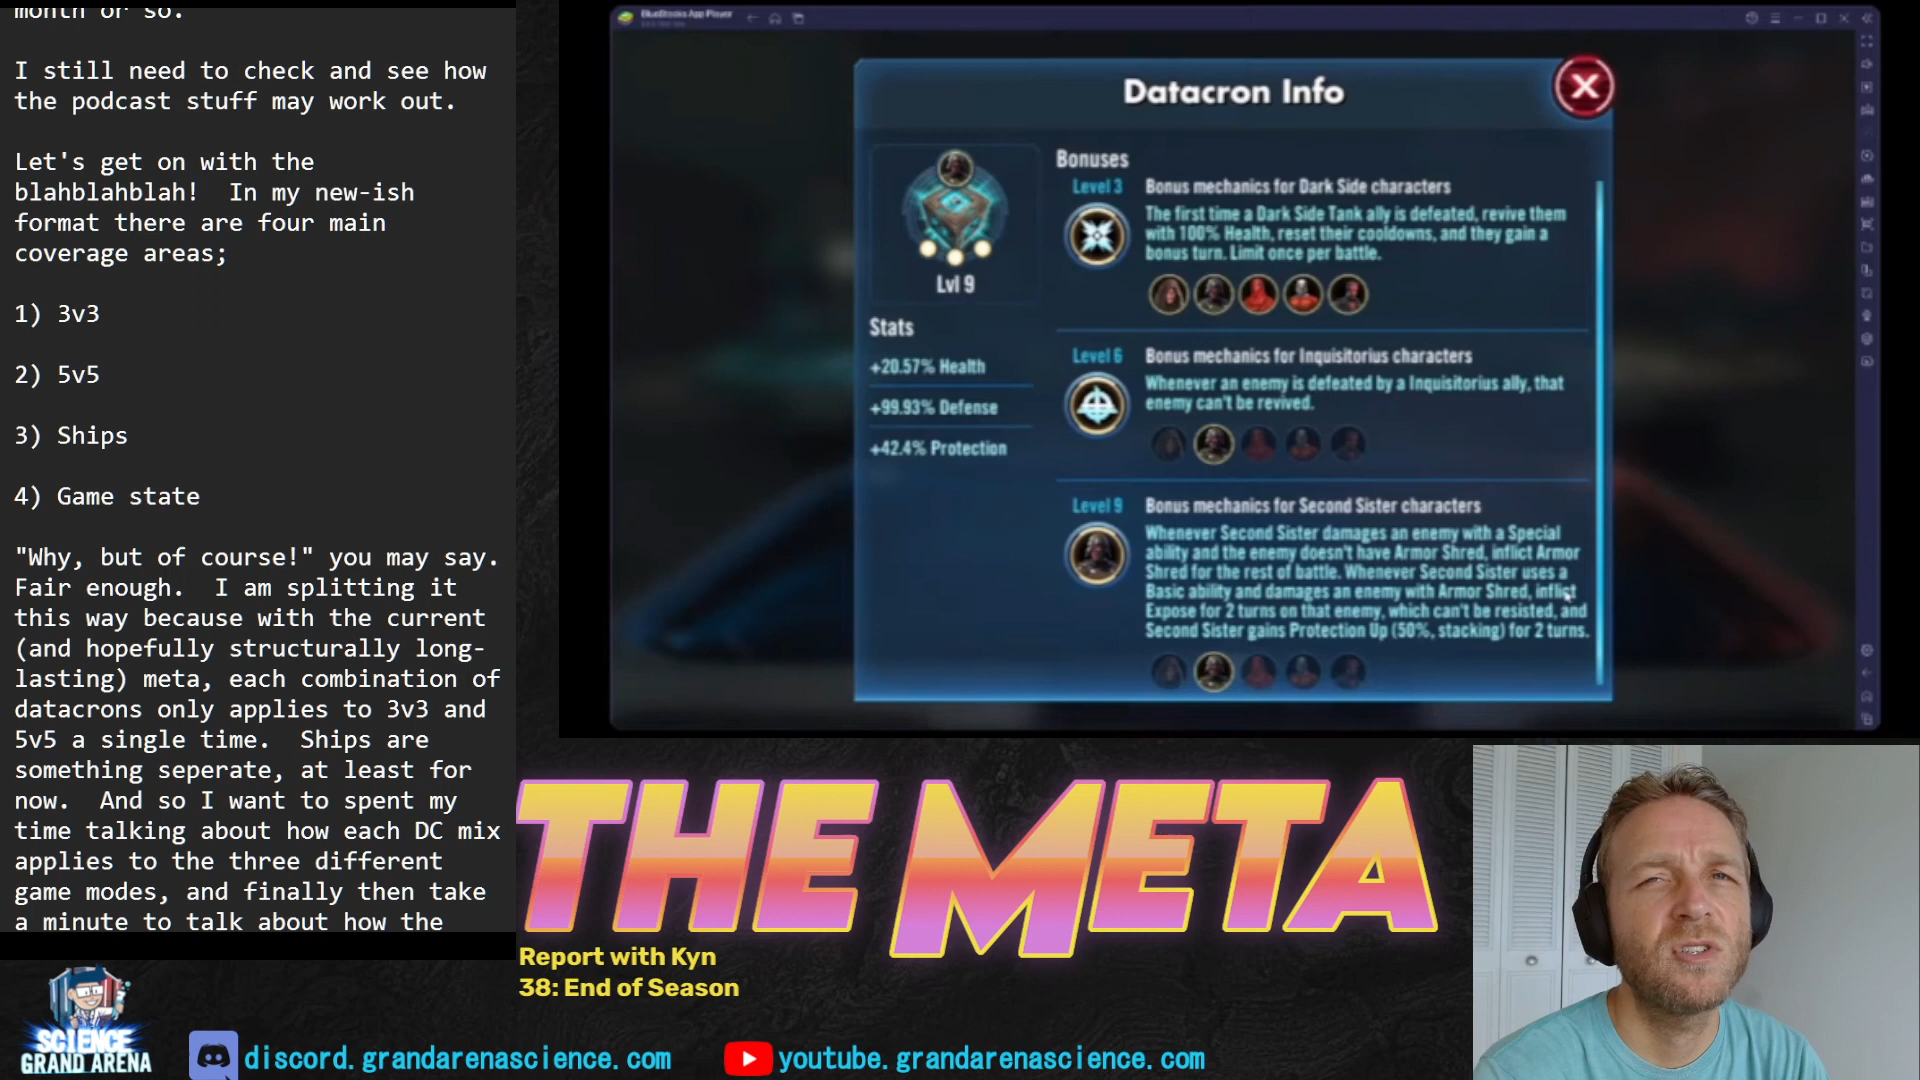 month or so.
I still need to check and see how
the podcast stuff may work out.
Let's get on with the
blahblahblah!  In my new-ish
format there are four main
coverage areas;
1) 3v3
2) 5v5
3) Ships
4) Game state
"Why, but of course!" you may say.
Fair enough.  I am splitting it
this way because with the current
(and hopefully structurally long-
lasting) meta, each combination of
datacrons only applies to 3v3 and
5v5 a single time.  Ships are
something seperate, at least for
now.  And so I want to spent my
time talking about how each DC mix
applies to the three different
game modes, and finally then take
a minute to talk about how the
BlueStacks App Player
Datacron Info
Lvl 9
Stats
+20.57% Health
+99.93% Defense
+42.4% Protection
Bonuses
Level 3
Bonus mechanics for Dark Side characters
The first time a Dark Side Tank ally is defeated, revive them
with 100% Health, reset their cooldowns, and they gain a
bonus turn. Limit once per battle.
Level 6
Bonus mechanics for Inquisitorius characters
Whenever an enemy is defeated by a Inquisitorius ally, that
enemy can't be revived.
Level 9
Bonus mechanics for Second Sister characters
Whenever Second Sister damages an enemy with a Special
ability and the enemy doesn't have Armor Shred, inflict Armor
Shred for the rest of battle. Whenever Second Sister uses a
Basic ability and damages an enemy with Armor Shred, inflict
Expose for 2 turns on that enemy, which can't be resisted, and
Second Sister gains Protection Up (50%, stacking) for 2 turns.
THE META
Report with Kyn
38: End of Season
SCIENCE
GRAND ARENA
discord.grandarenascience.com
youtube.grandarenascience.com